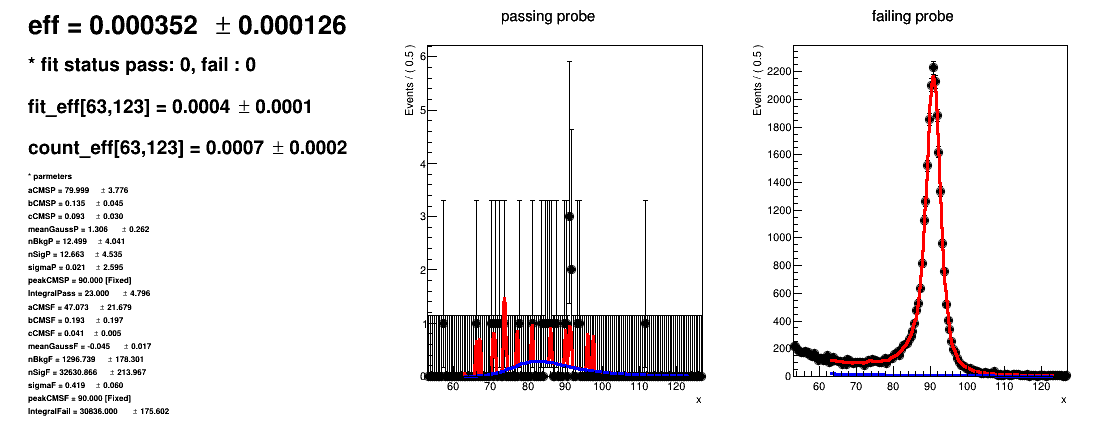 eff = 0.000352 ± 0.000126
* fit status pass: 0, fail : 0
fit_eff[63,123] = 0.0004 ± 0.0001
count_eff[63,123] = 0.0007 ± 0.0002
* parmeters
aCMSP = 79.999 ± 3.776
bCMSP = 0.135 ± 0.045
cCMSP = 0.093 ± 0.030
meanGaussP = 1.306 ± 0.262
nBkgP = 12.499 ± 4.041
nSigP = 12.663 ± 4.535
sigmaP = 0.021 ± 2.595
peakCMSP = 90.000 [Fixed]
IntegralPass = 23.000 ± 4.796
aCMSF = 47.073 ± 21.679
bCMSF = 0.193 ± 0.197
cCMSF = 0.041 ± 0.005
meanGaussF = -0.045 ± 0.017
nBkgF = 1296.739 ± 178.301
nSigF = 32630.866 ± 213.967
sigmaF = 0.419 ± 0.060
peakCMSF = 90.000 [Fixed]
IntegralFail = 30836.000 ± 175.602
passing probe
Events / ( 0.5 )
6
5
4
3
2
1
0
60 70 80 90 100 110 120
x
failing probe
Events / ( 0.5 )
2200
2000
1800
1600
1400
1200
1000
800
600
400
200
0
60 70 80 90 100 110 120
x